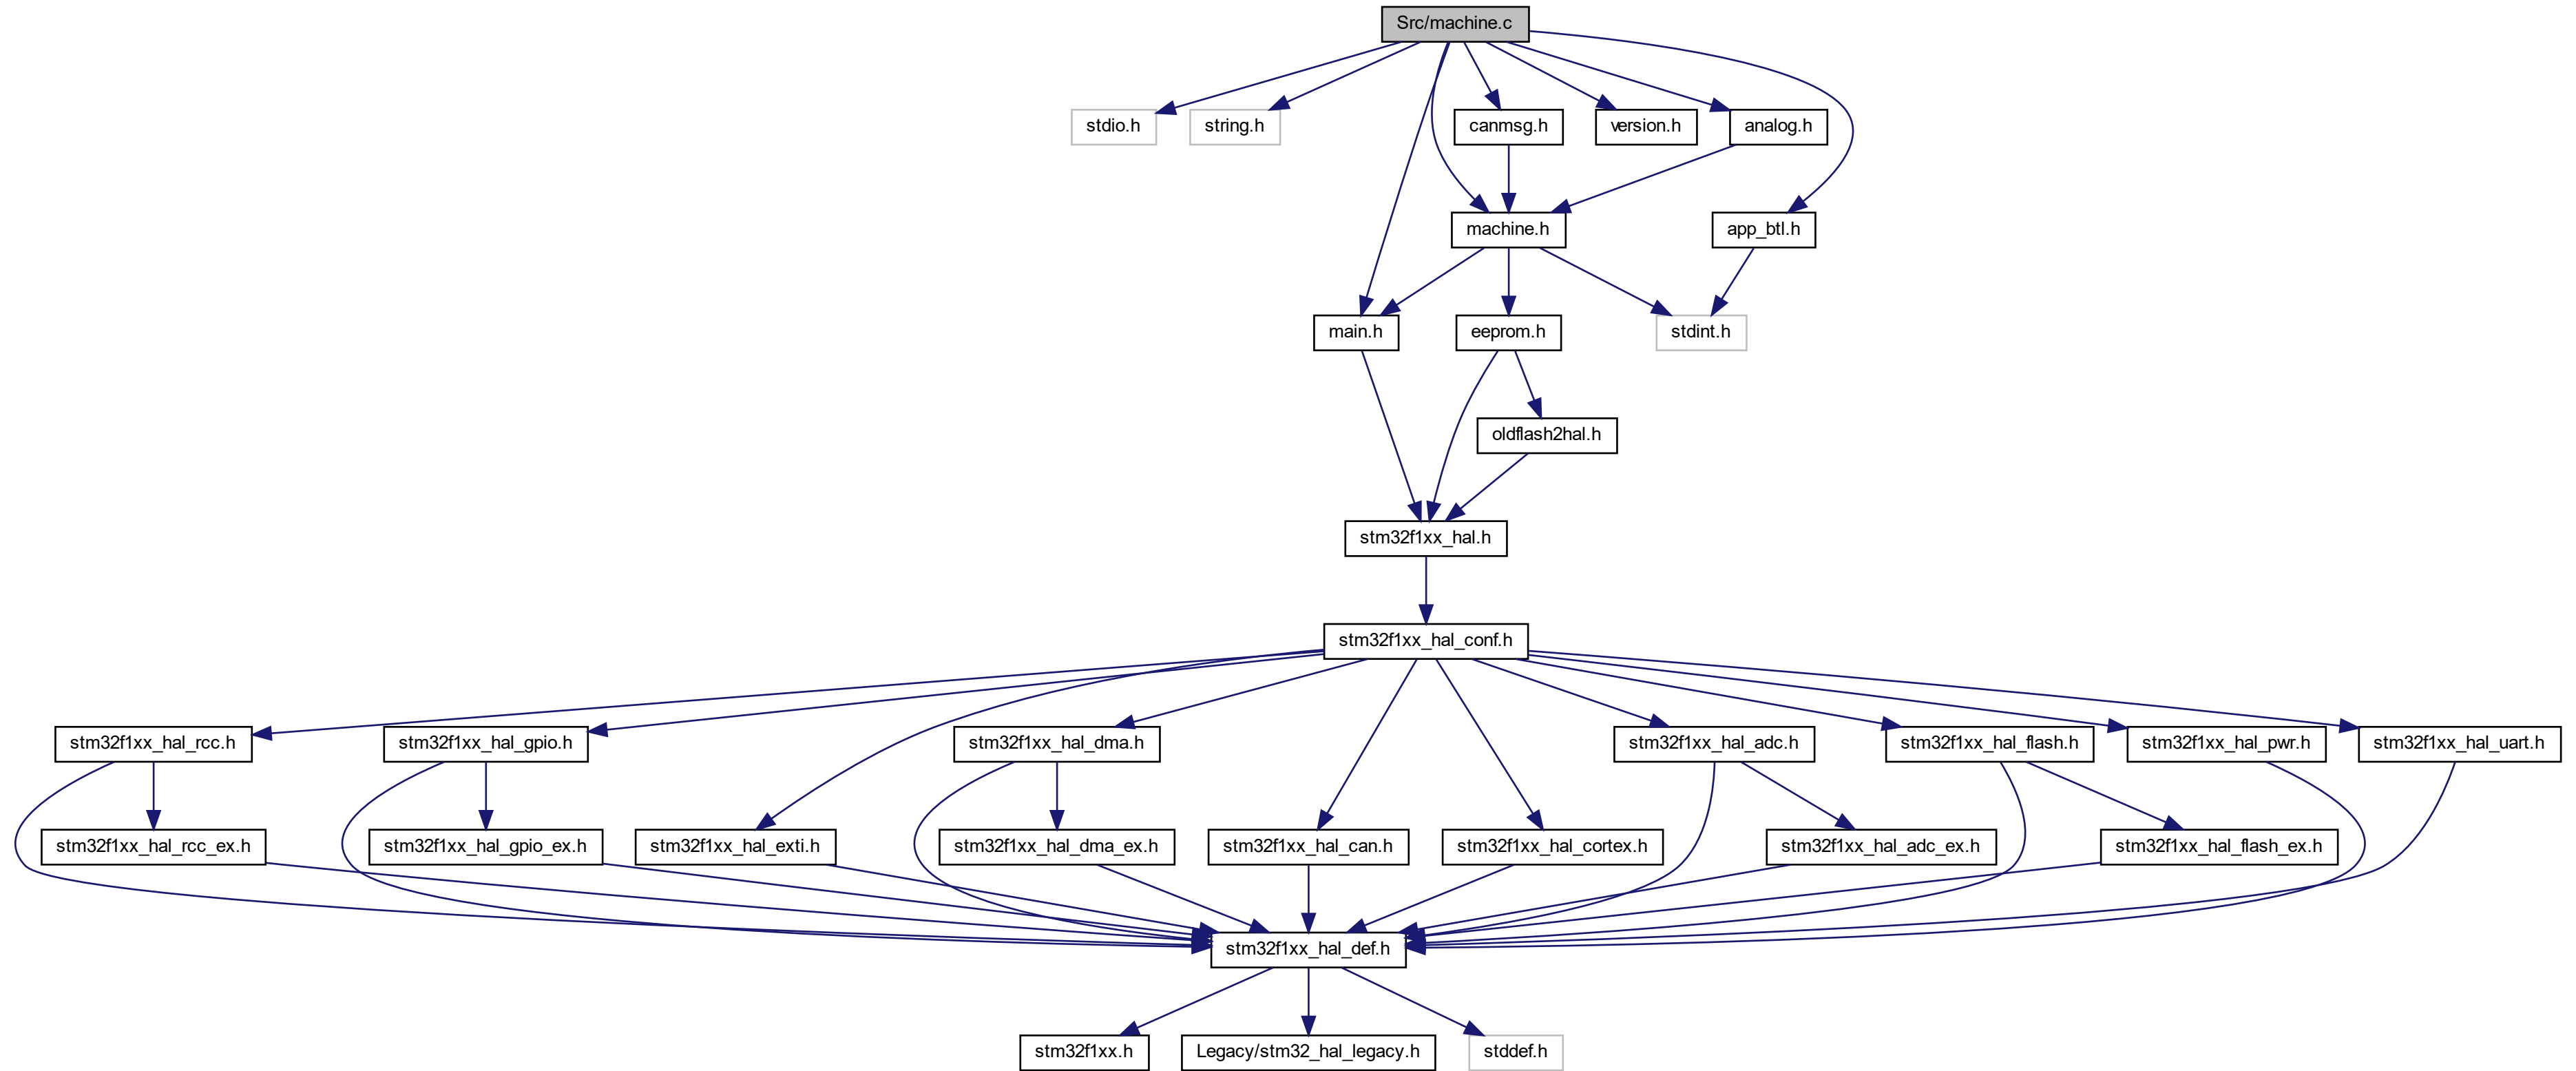 Src/machine.c
stdio.h
string.h
canmsg.h
version.h
analog.h
machine.h
app_btl.h
main.h
eeprom.h
stdint.h
oldflash2hal.h
stm32f1xx_hal.h
stm32f1xx_hal_conf.h
stm32f1xx_hal_rcc.h
stm32f1xx_hal_gpio.h
stm32f1xx_hal_dma.h
stm32f1xx_hal_adc.h
stm32f1xx_hal_flash.h
stm32f1xx_hal_pwr.h
stm32f1xx_hal_uart.h
stm32f1xx_hal_rcc_ex.h
stm32f1xx_hal_gpio_ex.h
stm32f1xx_hal_exti.h
stm32f1xx_hal_dma_ex.h
stm32f1xx_hal_can.h
stm32f1xx_hal_cortex.h
stm32f1xx_hal_adc_ex.h
stm32f1xx_hal_flash_ex.h
stm32f1xx_hal_def.h
stm32f1xx.h
Legacy/stm32_hal_legacy.h
stddef.h